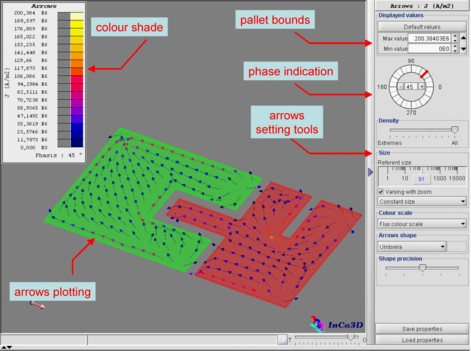 Arrows
200,384 E6
188,597 E6
176,809 E6
165,022 E6
153,235 E6
141,448 E6
129,66 E6
117,873 E6
106,086 E6
94,2984 E6
82,5111 E6
70,7238 E6
58,9365 E6
47,1492 E6
35,3619 E6
23,5746 E6
11,7873 E6
0,000 E0
J (A/m2)
Phasis : 45 °
colour shade
pallet bounds
phase indication
arrows
setting tools
arrows plotting
InCa3D
T
Arrows : J (A/m2)
Displayed values
Default values
Max value 200.38403E6
Min value 0E0
90
180 45 0
270
Density
Extremes All
Size
Referent size
1 10 91 1000 10000
Varying with zoom
Constant size
Colour scale
Flux colour scale
Arrows shape
Umbrella
Shape precision
Save properties
Load properties